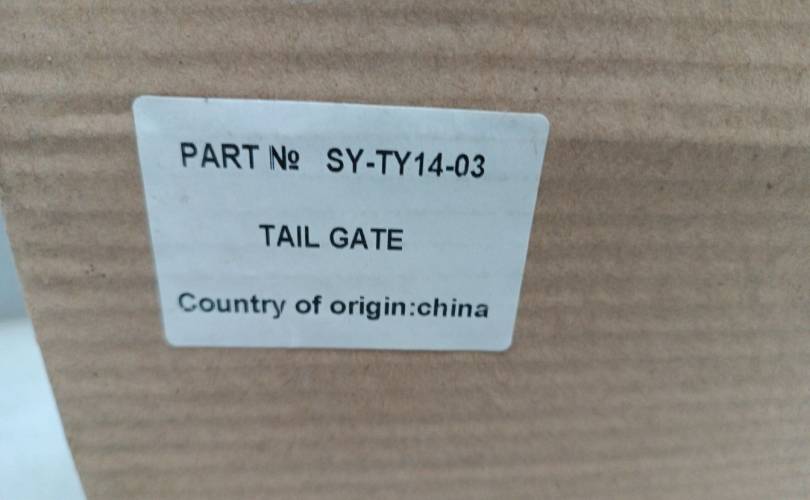 PART № SY-TY14-03
TAIL GATE
Country of origin:china